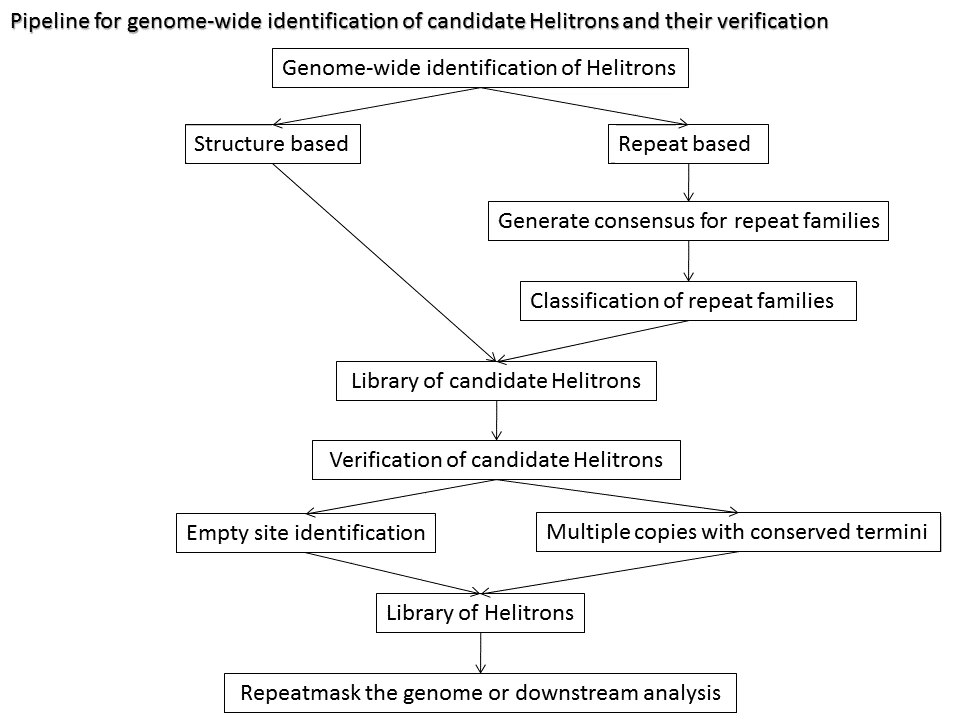 Pipeline for genome-wide identification of candidate Helitrons and their verification
Genome-wide identification of Helitrons
Structure based
Repeat based
Generate consensus for repeat families
Classification of repeat families
Library of candidate Helitrons
Verification of candidate Helitrons
Empty site identification
Multiple copies with conserved termini
Library of Helitrons
Repeatmask the genome or downstream analysis